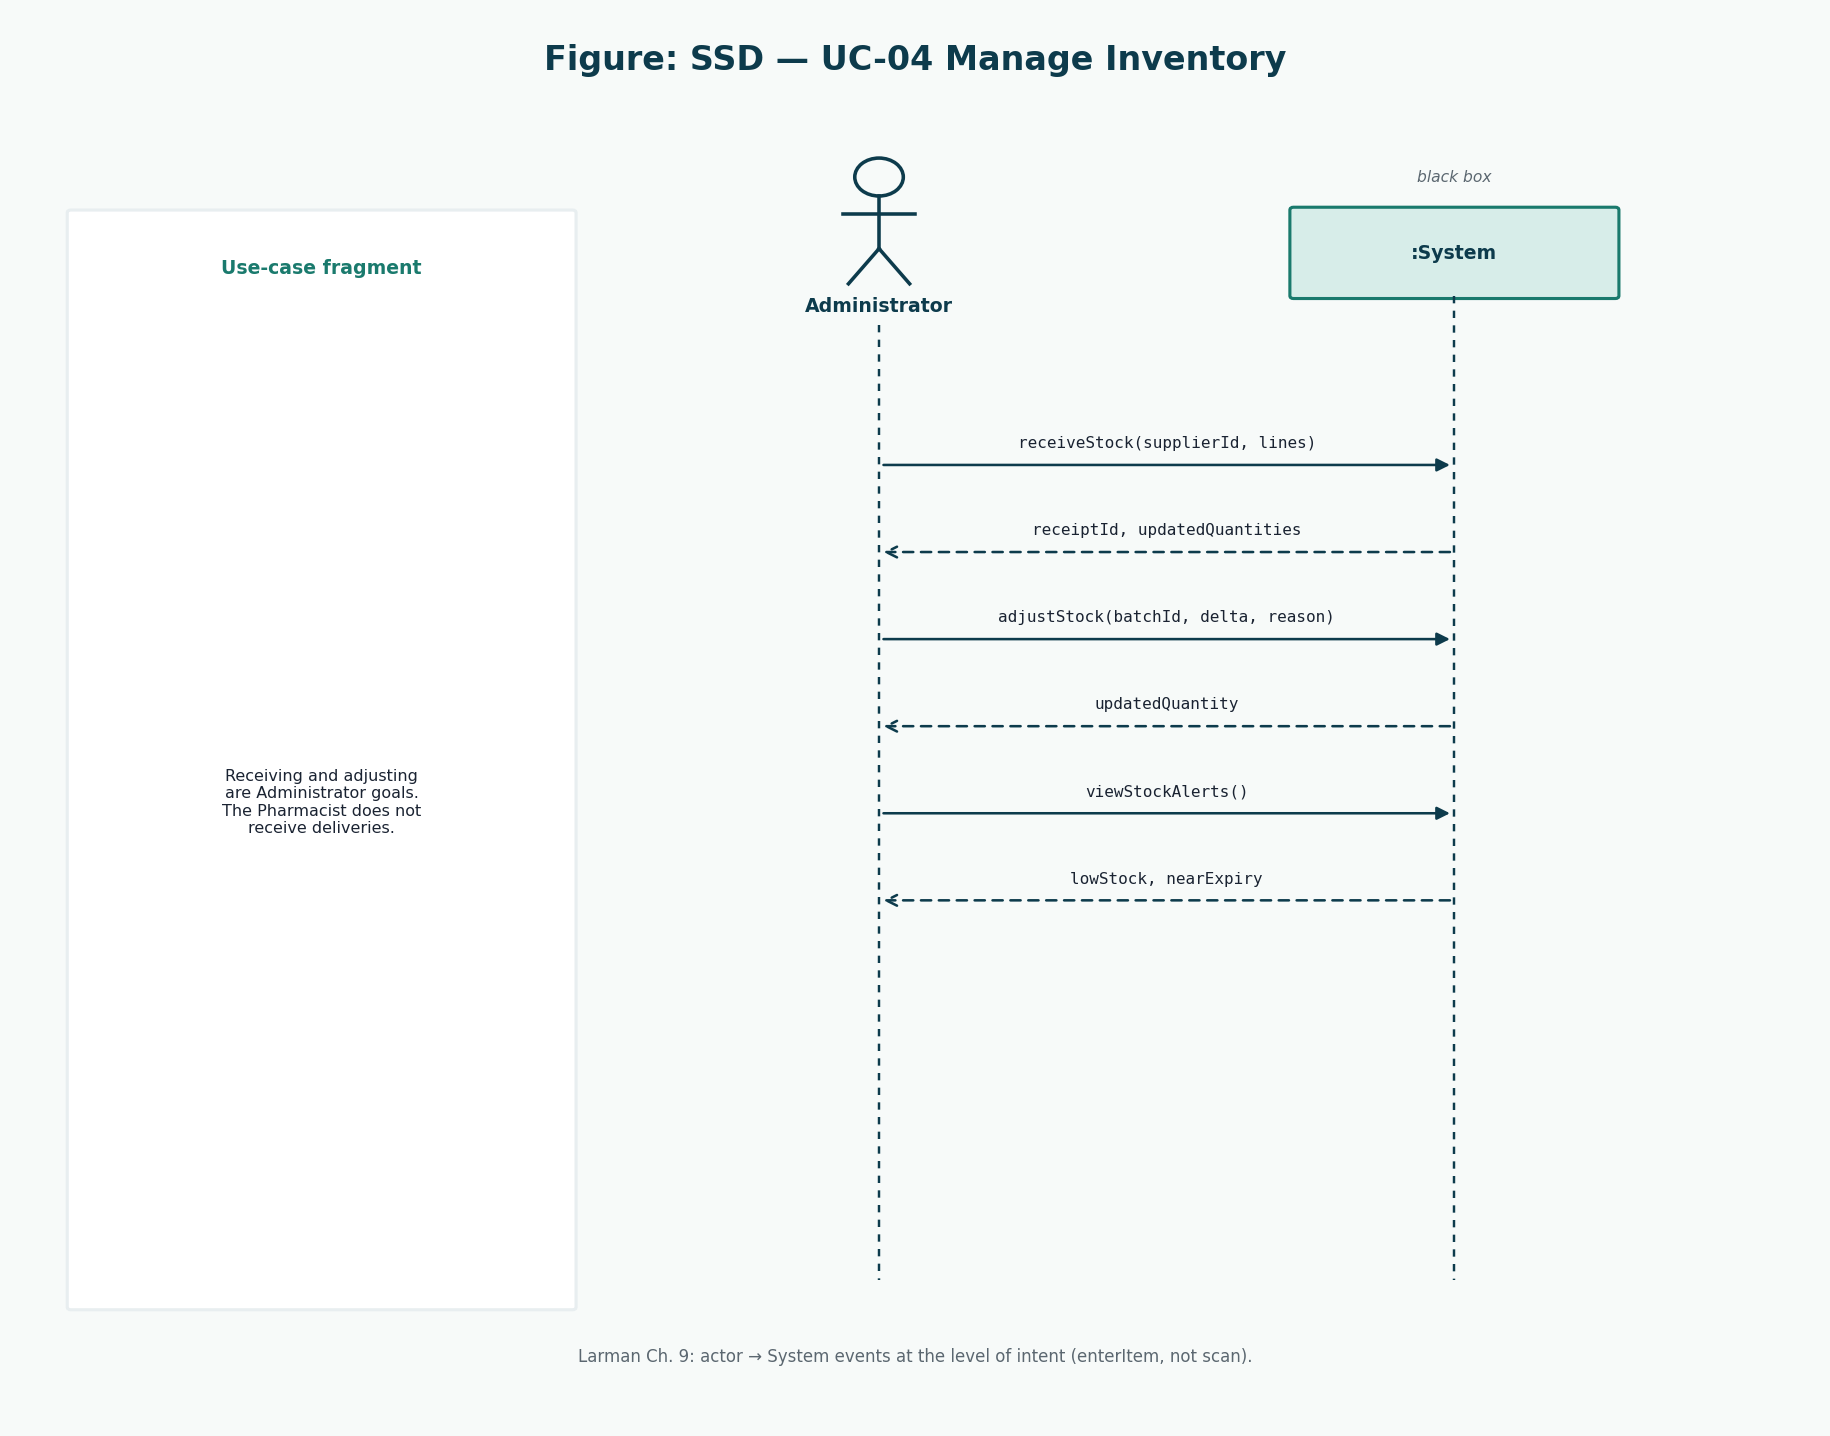 Figure: SSD — UC-04 Manage Inventory
black box
:System
Use-case fragment
Administrator
receiveStock(supplierId, lines)
receiptId, updatedQuantities
adjustStock(batchId, delta, reason)
updatedQuantity
Receiving and adjusting
are Administrator goals.
The Pharmacist does not
receive deliveries.
viewStockAlerts()
lowStock, nearExpiry
Larman Ch. 9: actor → System events at the level of intent (enterItem, not scan).